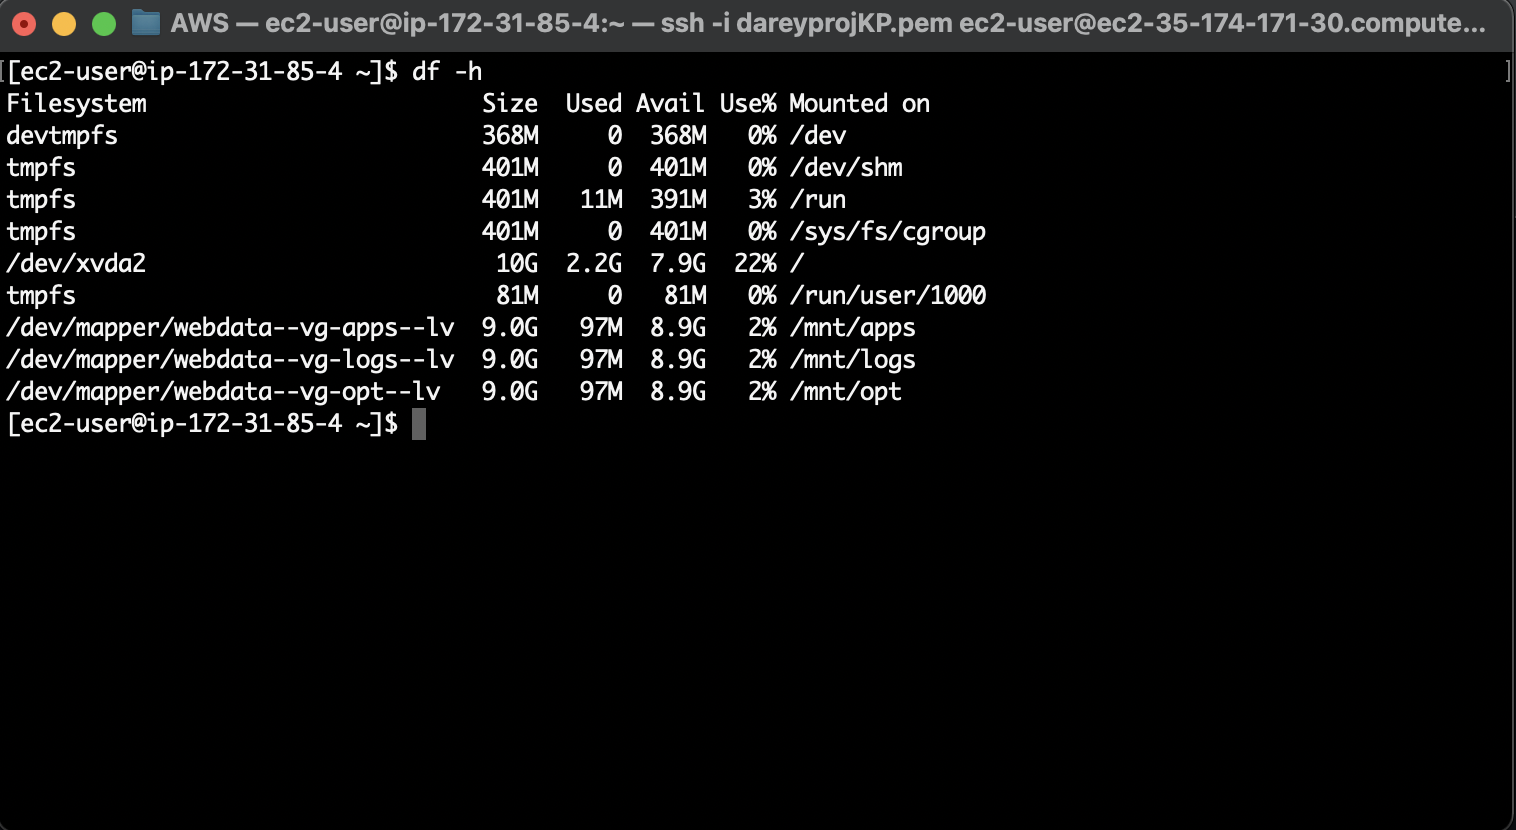 AWS — ec2-user@ip-172-31-85-4:~ — ssh -i dareyprojKP.pem ec2-user@ec2-35-174-171-30.compute...
[ec2-user@ip-172-31-85-4 ~]$ df -h
Filesystem                        Size  Used Avail Use% Mounted on
devtmpfs                          368M     0  368M   0% /dev
tmpfs                             401M     0  401M   0% /dev/shm
tmpfs                             401M   11M  391M   3% /run
tmpfs                             401M     0  401M   0% /sys/fs/cgroup
/dev/xvda2                         10G  2.2G  7.9G  22% /
tmpfs                              81M     0   81M   0% /run/user/1000
/dev/mapper/webdata--vg-apps--lv  9.0G   97M  8.9G   2% /mnt/apps
/dev/mapper/webdata--vg-logs--lv  9.0G   97M  8.9G   2% /mnt/logs
/dev/mapper/webdata--vg-opt--lv   9.0G   97M  8.9G   2% /mnt/opt
[ec2-user@ip-172-31-85-4 ~]$